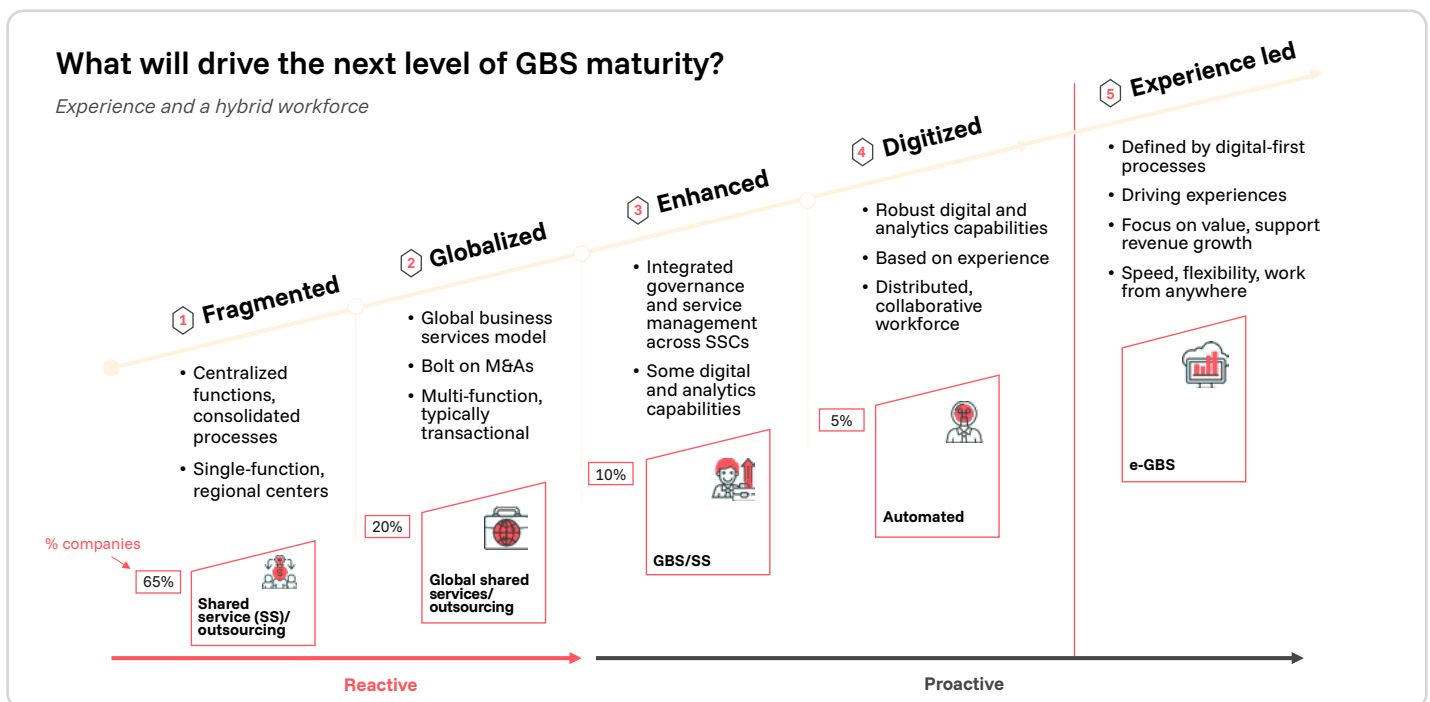 What will drive the next level of GBS maturity?
Experience and a hybrid workforce
1
Fragmented
• Centralized
functions,
consolidated
processes
• Single-function,
regional centers
% companies
65%
Shared
service (SS)/
outsourcing
2
Globalized
• Global business
services model
• Bolt on M&As
• Multi-function,
typically
transactional
20%
Global shared
services/
outsourcing
3
Enhanced
• Integrated
governance
and service
management
across SSCs
• Some digital
and analytics
capabilities
10%
GBS/SS
4
Digitized
• Robust digital and
analytics capabilities
• Based on experience
• Distributed,
collaborative
workforce
5%
Automated
5
Experience led
• Defined by digital-first
processes
• Driving experiences
• Focus on value, support
revenue growth
• Speed, flexibility, work
from anywhere
e-GBS
Reactive
Proactive